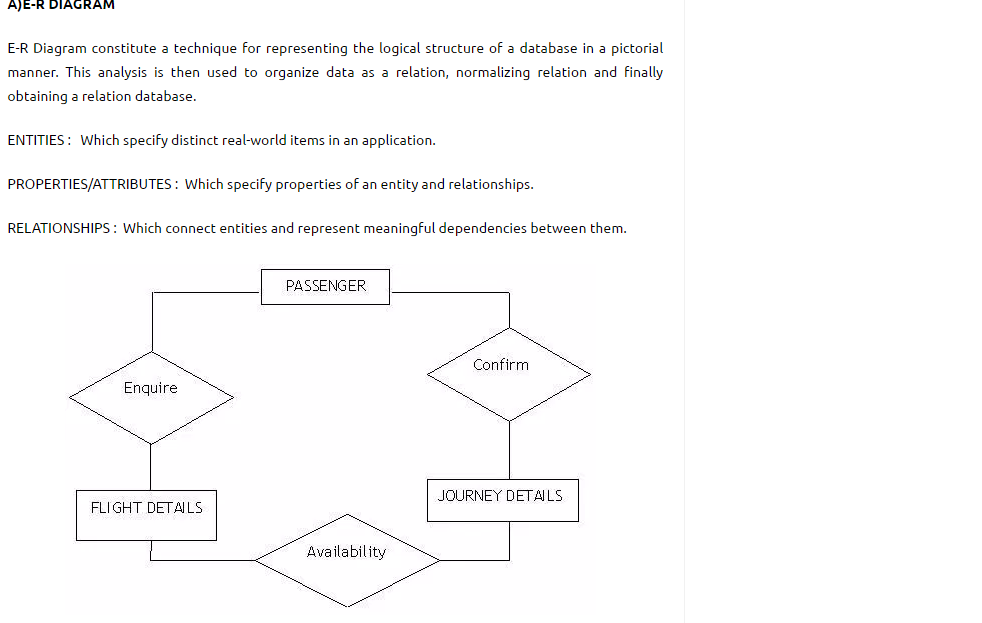 A)E-R DIAGRAM
E-R Diagram constitute a technique for representing the logical structure of a database in a pictorial
manner. This analysis is then used to organize data as a relation, normalizing relation and finally
obtaining a relation database.
ENTITIES : Which specify distinct real-world items in an application.
PROPERTIES/ATTRIBUTES : Which specify properties of an entity and relationships.
RELATIONSHIPS : Which connect entities and represent meaningful dependencies between them.
PASSENGER
Confirm
Enquire
JOURNEY DETAILS
FLIGHT DETAILS
Availability